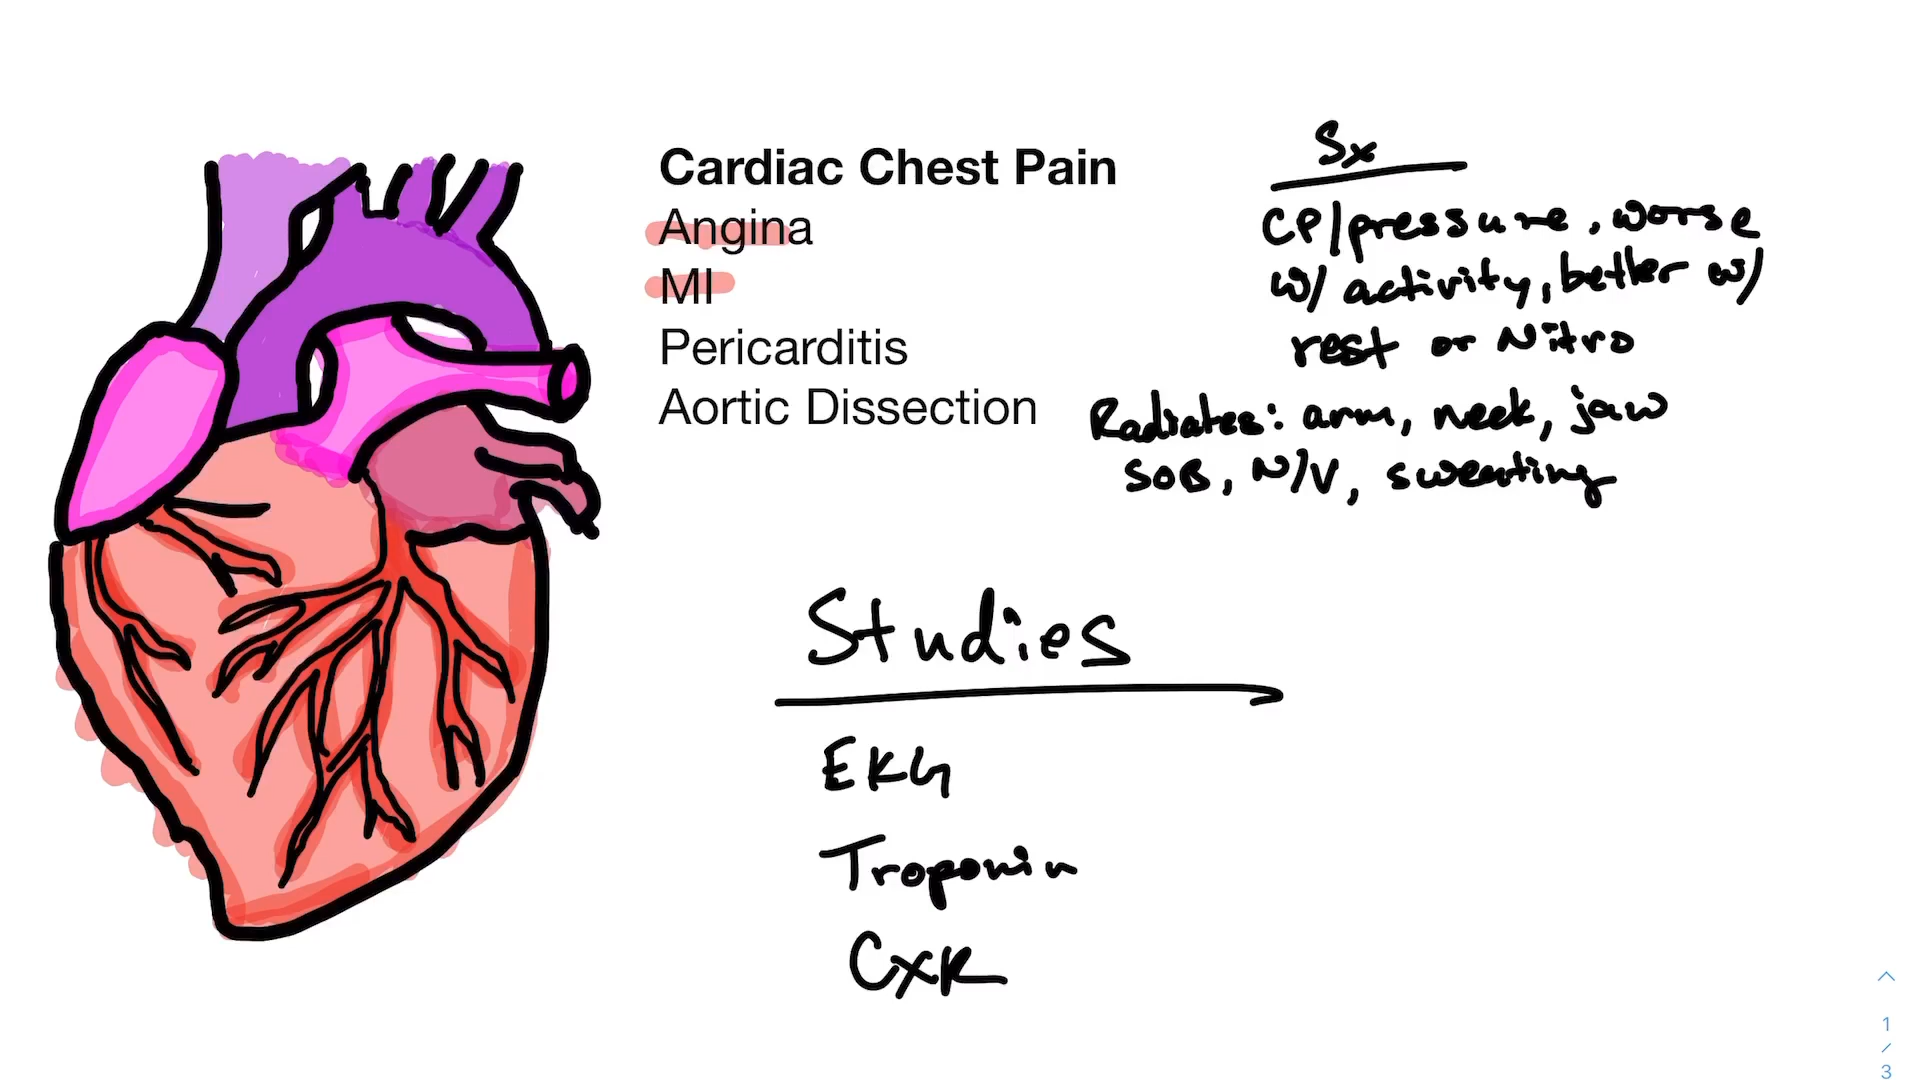 Cardiac Chest Pain
Angina
MI
Pericarditis
Aortic Dissection
Sx
CP/pressure, worse
w/ activity, better w/
rest or Nitro
Radiates: arm, neck, jaw
SOB, N/V, sweating
Studies
EKG
Troponin
CXR
1
/
3